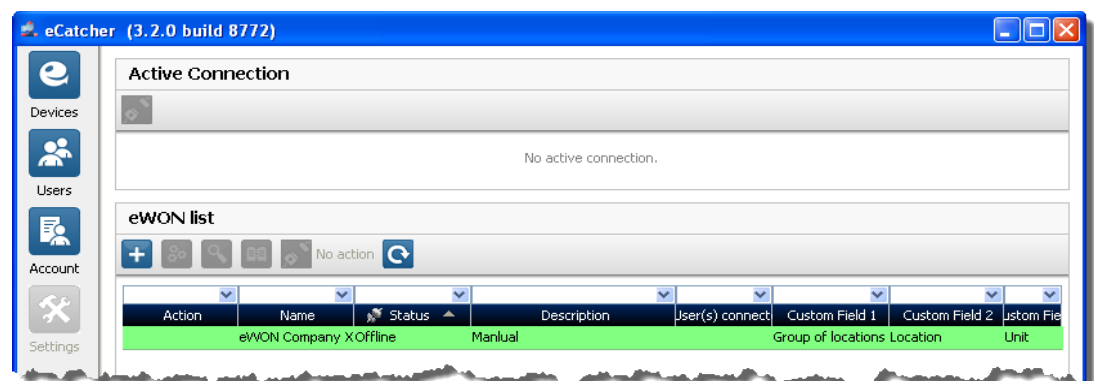 eCatcher (3.2.0 build 8772)
Devices
Users
Account
Settings
Active Connection
No active connection.
eWON list
No action
Action Name Status Description Jser(s) connect Custom Field 1 Custom Field 2 ustom Fie
eWON Company X Offline Manlual Group of locations Location Unit